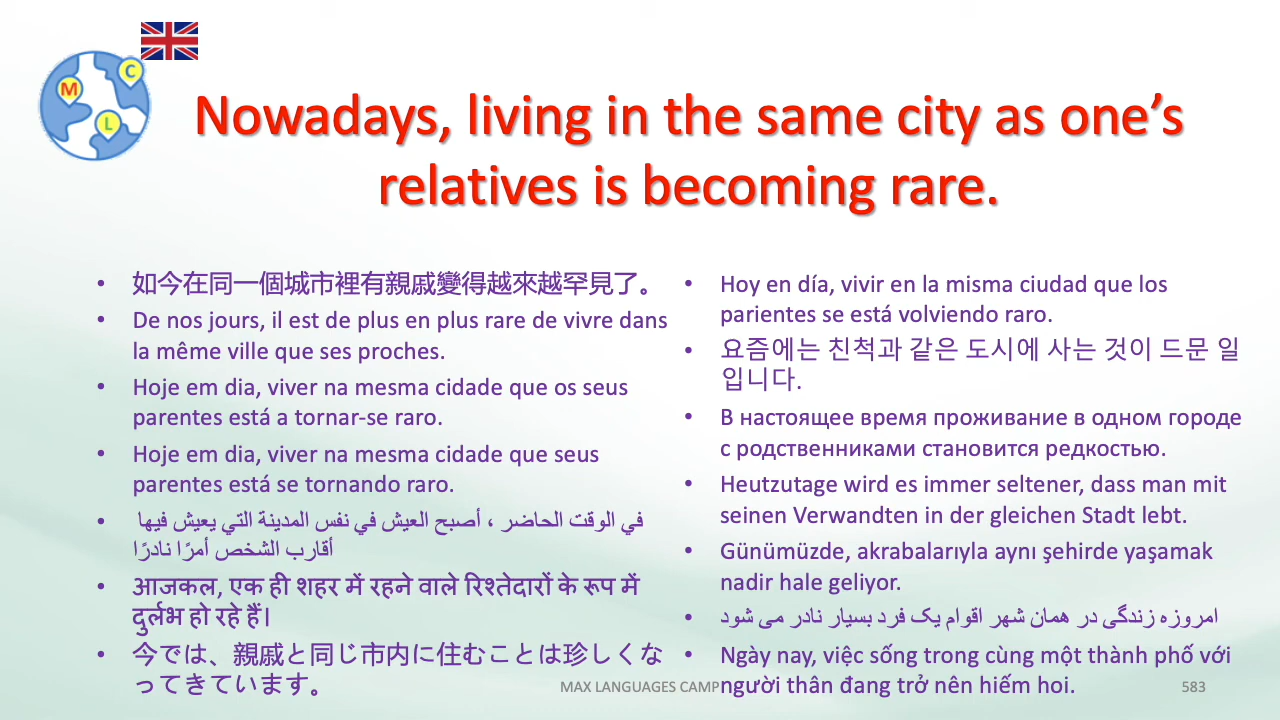 M
C
L
Nowadays, living in the same city as one’s
relatives is becoming rare.
• 如今在同一個城市裡有親戚變得越來越罕見了。
• De nos jours, il est de plus en plus rare de vivre dans
la même ville que ses proches.
• Hoje em dia, viver na mesma cidade que os seus
parentes está a tornar-se raro.
• Hoje em dia, viver na mesma cidade que seus
parentes está se tornando raro.
• في الوقت الحاضر ، أصبح العيش في نفس المدينة التي يعيش فيها
أقارب الشخص أمرًا نادرًا
• आजकल, एक ही शहर में रहने वाले रिश्तेदारों के रूप में
दुर्लभ हो रहे हैं।
• 今では、親戚と同じ市内に住むことは珍しくな
ってきています。
• Hoy en día, vivir en la misma ciudad que los
parientes se está volviendo raro.
• 요즘에는 친척과 같은 도시에 사는 것이 드문 일
입니다.
• В настоящее время проживание в одном городе
с родственниками становится редкостью.
• Heutzutage wird es immer seltener, dass man mit
seinen Verwandten in der gleichen Stadt lebt.
• Günümüzde, akrabalarıyla aynı şehirde yaşamak
nadir hale geliyor.
• امروزه زندگی در همان شهر اقوام یک فرد بسیار نادر می شود
• Ngày nay, việc sống trong cùng một thành phố với
người thân đang trở nên hiếm hoi.
MAX LANGUAGES CAMP
583